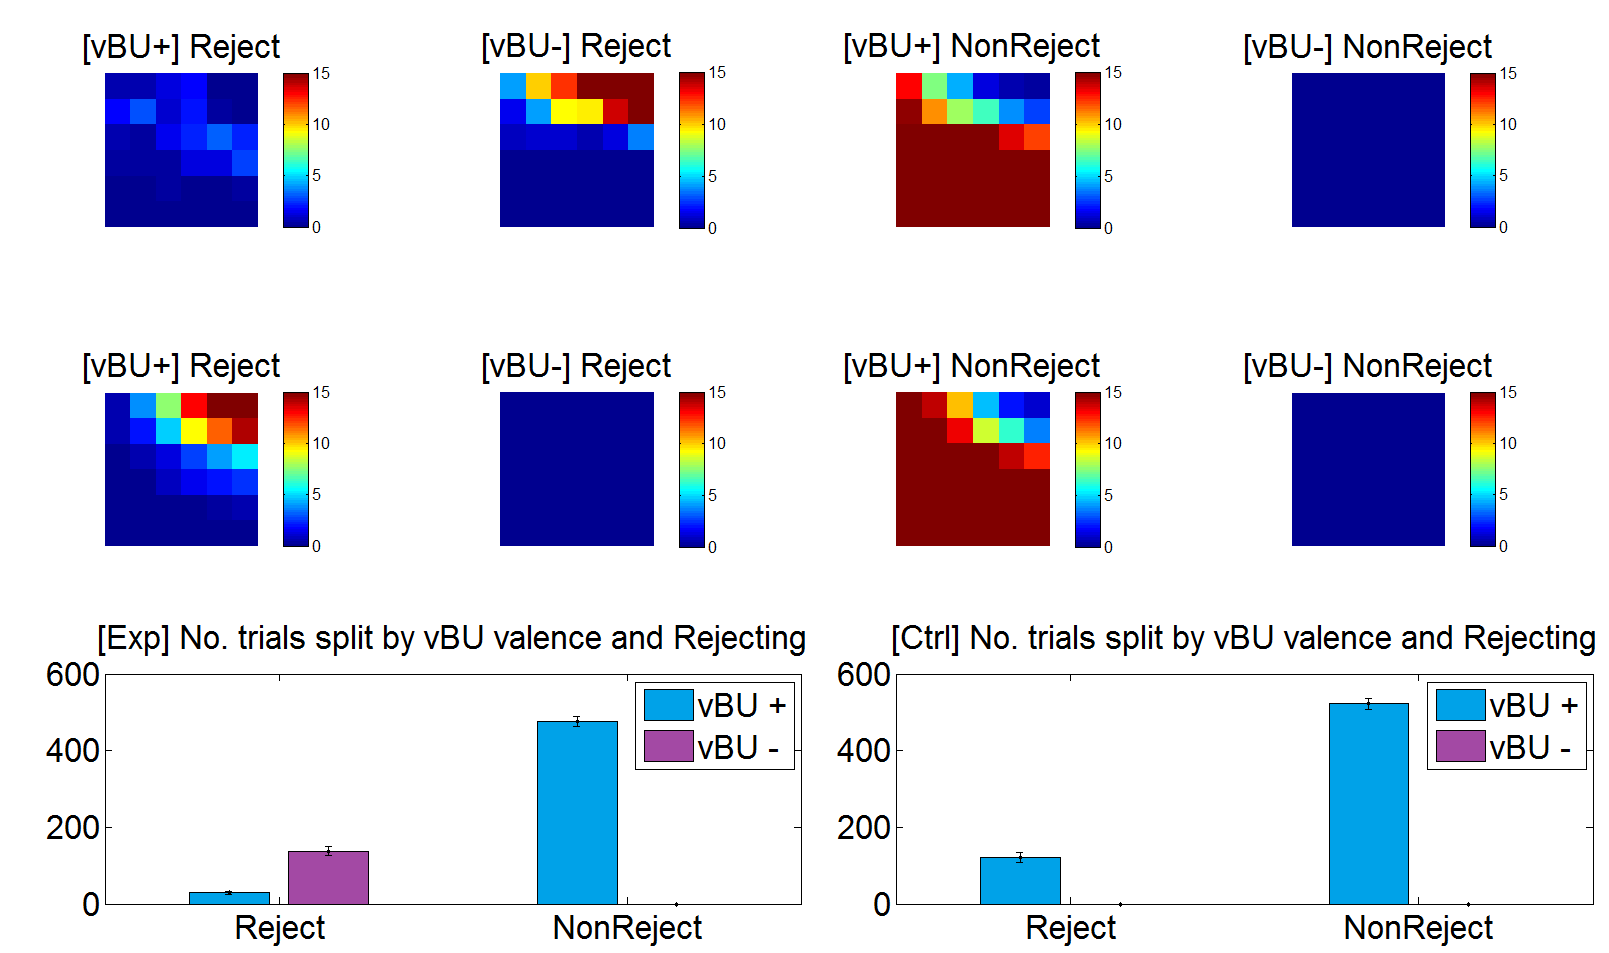 [vBU+] Reject
[vBU-] Reject
[vBU+] NonReject
[vBU-] NonReject
15
10
5
0
15
10
5
0
15
10
5
0
15
10
5
0
[vBU+] Reject
[vBU-] Reject
[vBU+] NonReject
[vBU-] NonReject
15
10
5
0
15
10
5
0
15
10
5
0
15
10
5
0
[Exp] No. trials split by vBU valence and Rejecting
600
400
200
0
vBU +
vBU -
Reject
NonReject
[Ctrl] No. trials split by vBU valence and Rejecting
600
400
200
0
vBU +
vBU -
Reject
NonReject